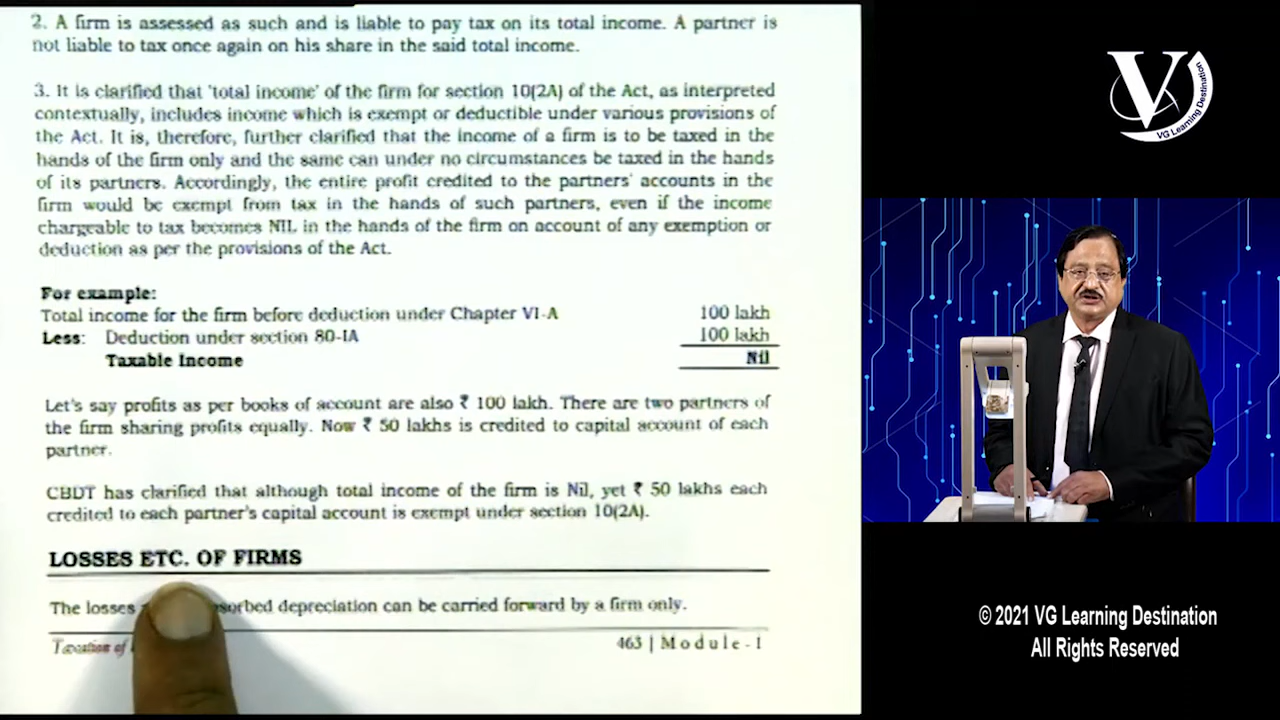 2. A firm is assessed as such and is liable to pay tax on its total income. A partner is
not liable to tax once again on his share in the said total income.
3. It is clarified that 'total income' of the firm for section 10(2A) of the Act, as interpreted
contextually, includes income which is exempt or deductible under various provisions of
the Act. It is, therefore, further clarified that the income of a firm is to be taxed in the
hands of the firm only and the same can under no circumstances be taxed in the hands
of its partners. Accordingly, the entire profit credited to the partners' accounts in the
firm would be exempt from tax in the hands of such partners, even if the income
chargeable to tax becomes NIL in the hands of the firm on account of any exemption or
deduction as per the provisions of the Act.
For example:
Total income for the firm before deduction under Chapter VI-A 100 lakh
Less: Deduction under section 80-IA 100 lakh
Taxable Income Nil
Let's say profits as per books of account are also ₹ 100 lakh. There are two partners of
the firm sharing profits equally. Now ₹ 50 lakhs is credited to capital account of each
partner.
CBDT has clarified that although total income of the firm is Nil, yet ₹ 50 lakhs each
credited to each partner's capital account is exempt under section 10(2A).
LOSSES ETC. OF FIRMS
The losses depreciation can be carried forward by a firm only.
Taxation of 463 | Module - 1
V
VG Learning Destination
© 2021 VG Learning Destination
All Rights Reserved